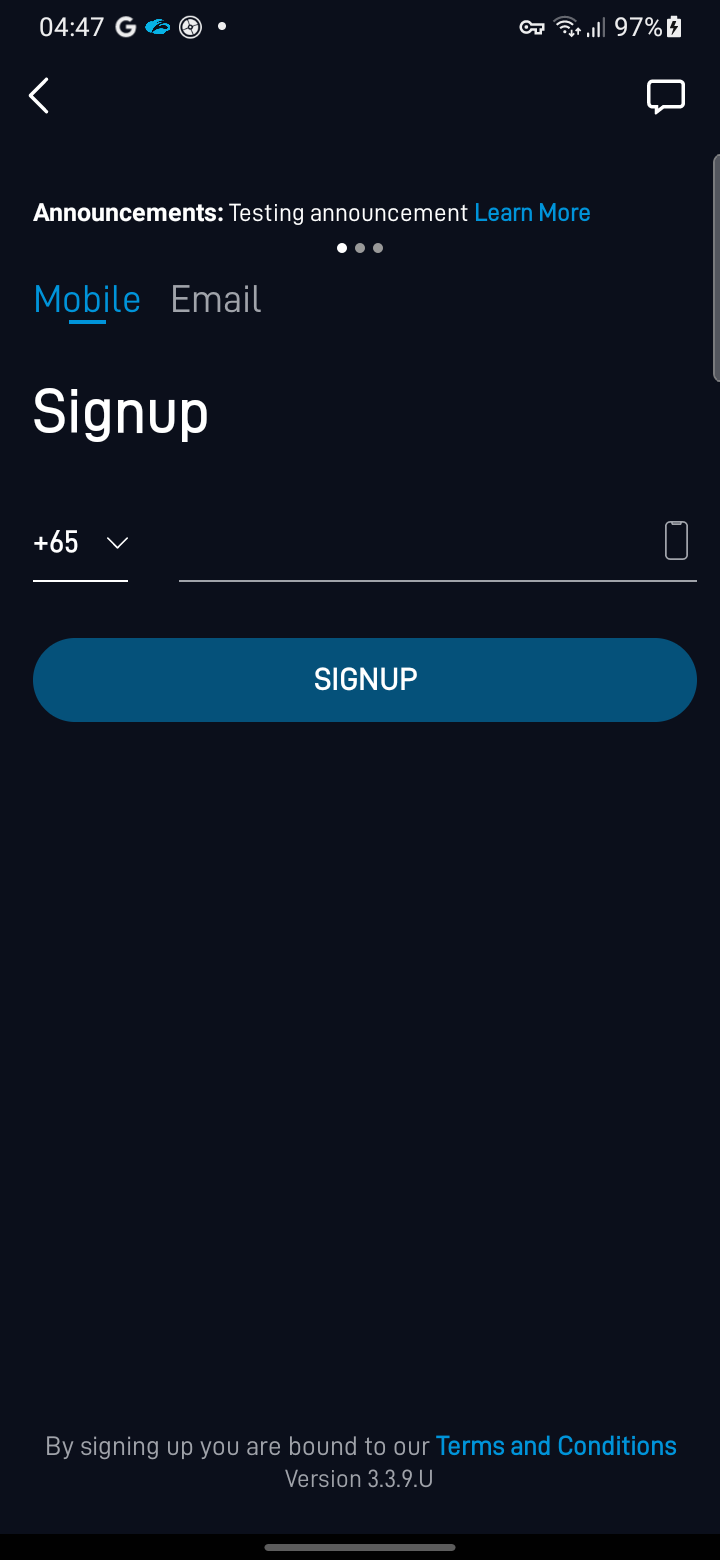 04:47 G 97%
Announcements: Testing announcement Learn More
Mobile Email
Signup
+65
SIGNUP
By signing up you are bound to our Terms and Conditions
Version 3.3.9.U